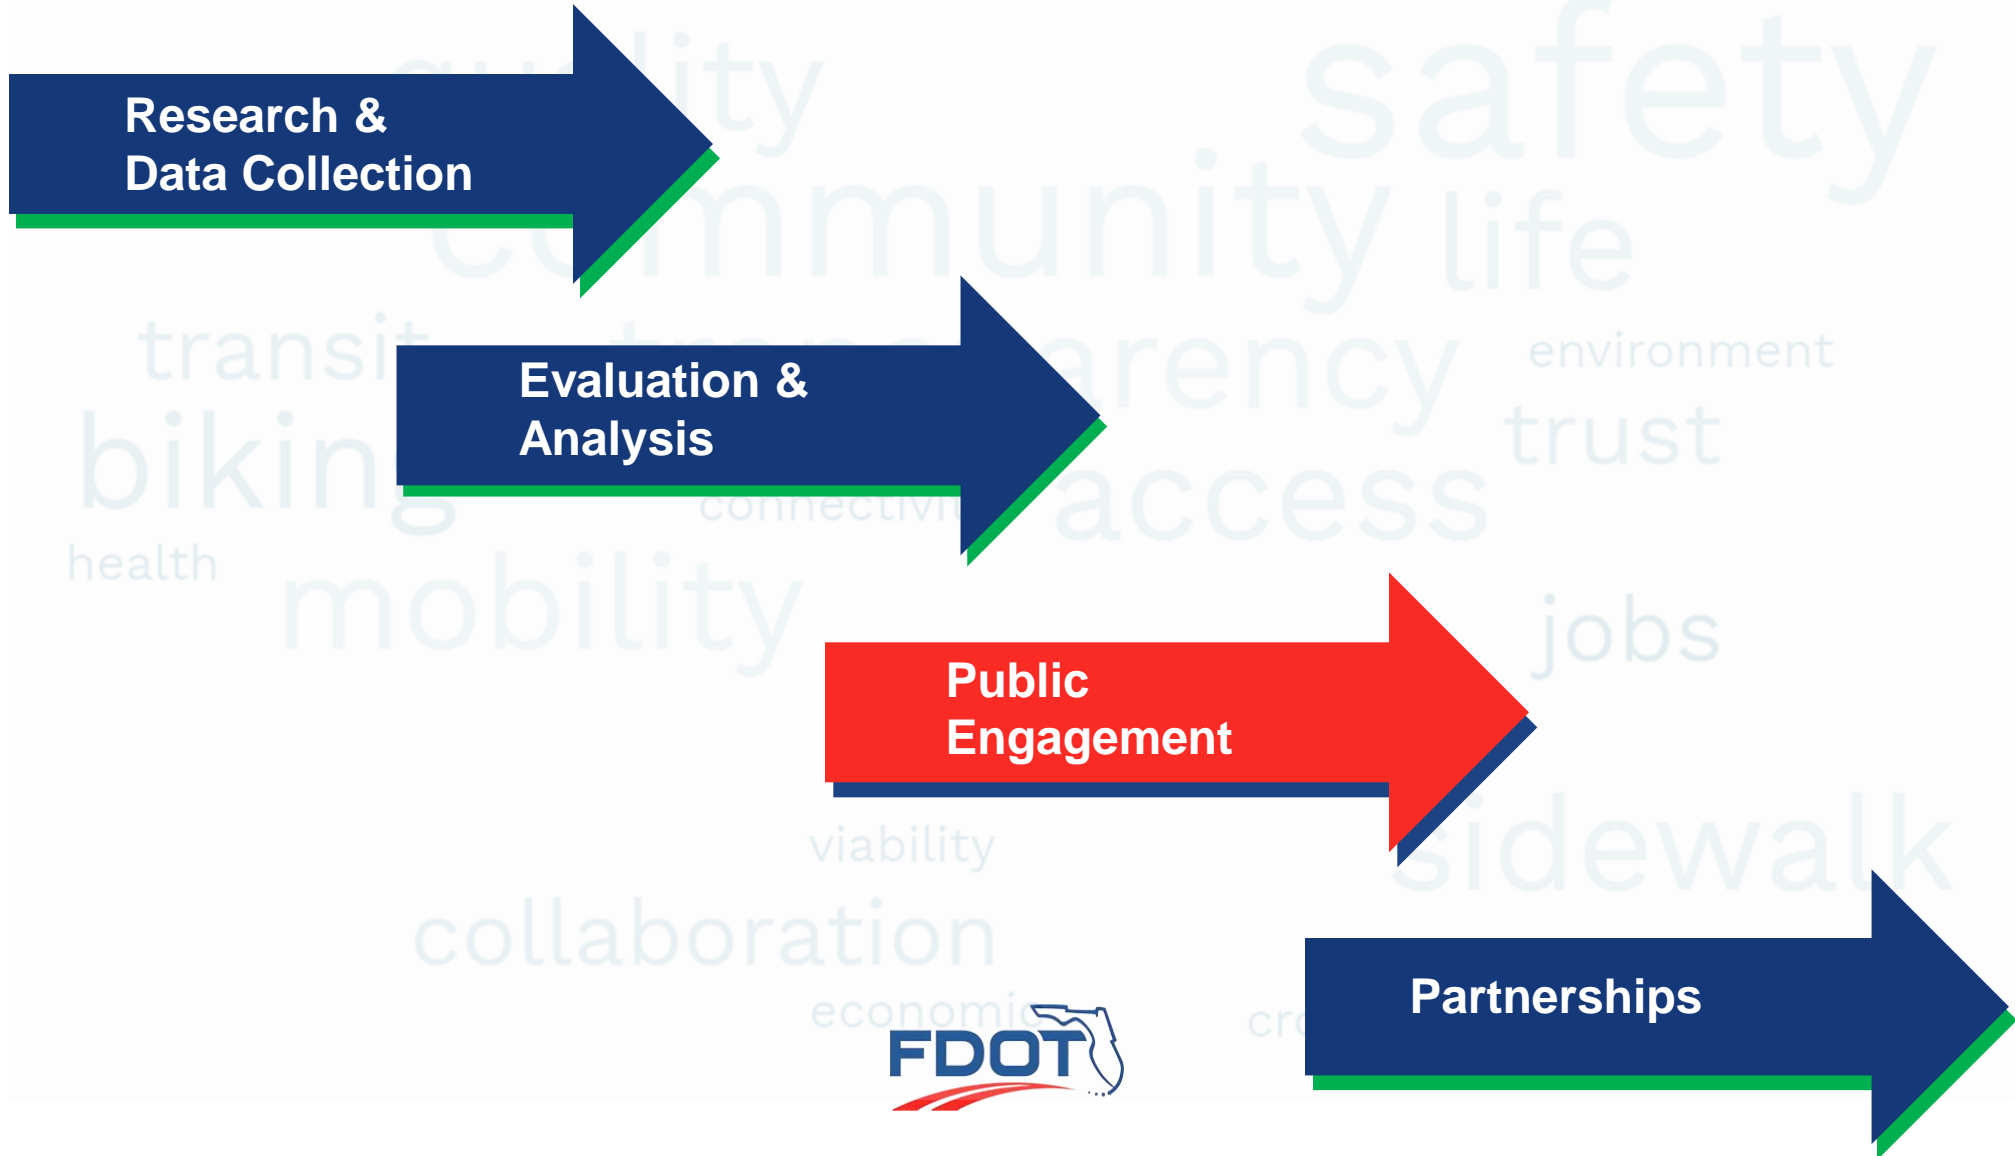 safety
quality
Research &
Data Collection
community
life
transit
transparency
environment
Evaluation &
Analysis
biking
trust
connectivity
access
health
mobility
jobs
Public
Engagement
viability
sidewalk
collaboration
Partnerships
economic
FDOT